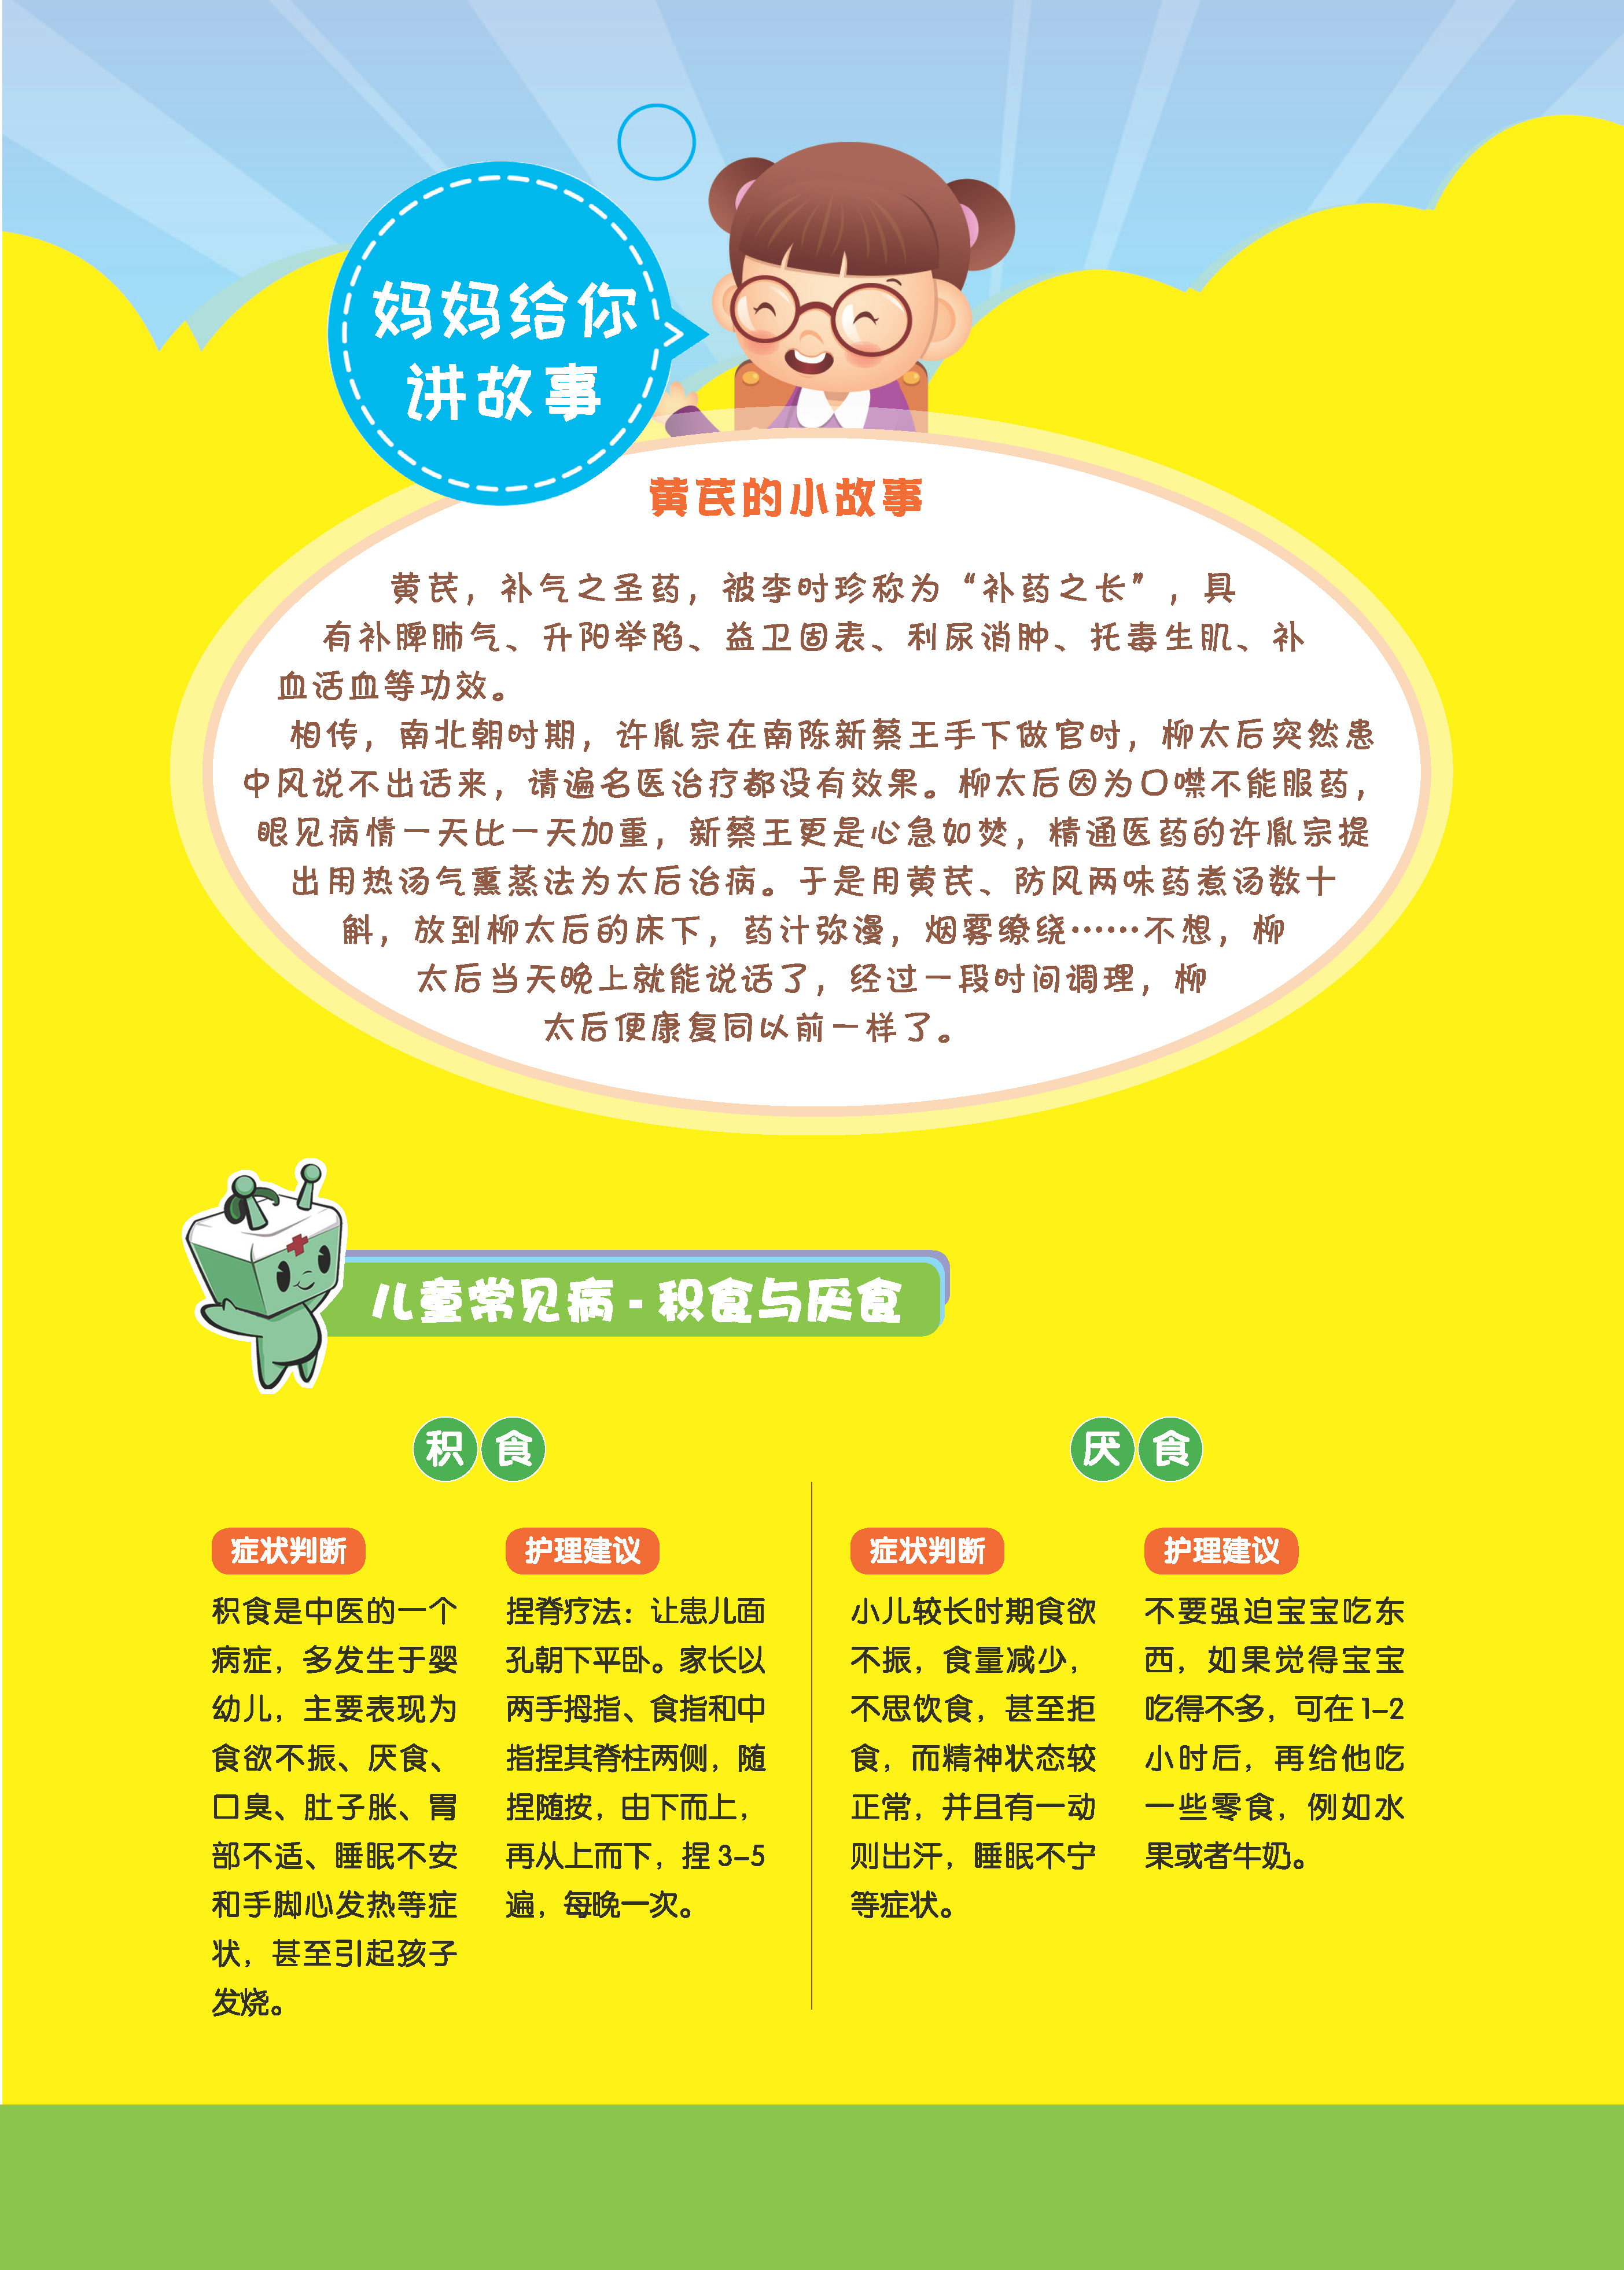 妈妈给你
讲故事
黄芪的小故事
黄芪，补气之圣药，被李时珍称为“补药之长”，具
有补脾肺气、升阳举陷、益卫固表、利尿消肿、托毒生肌、补
血活血等功效。
相传，南北朝时期，许胤宗在南陈新蔡王手下做官时，柳太后突然患
中风说不出话来，请遍名医治疗都没有效果。柳太后因为口噤不能服药，
眼见病情一天比一天加重，新蔡王更是心急如焚，精通医药的许胤宗提
出用热汤气熏蒸法为太后治病。于是用黄芪、防风两味药煮汤数十
斛，放到柳太后的床下，药汁弥漫，烟雾缭绕……不想，柳
太后当天晚上就能说话了，经过一段时间调理，柳
太后便康复同以前一样了。
儿童常见病-积食与厌食
积食
症状判断
积食是中医的一个
病症，多发生于婴
幼儿，主要表现为
食欲不振、厌食、
口臭、肚子胀、胃
部不适、睡眠不安
和手脚心发热等症
状，甚至引起孩子
发烧。
护理建议
捏脊疗法：让患儿面
孔朝下平卧。家长以
两手拇指、食指和中
指捏其脊柱两侧，随
捏随按，由下而上，
再从上而下，捏3-5
遍，每晚一次。
厌食
症状判断
小儿较长时期食欲
不振，食量减少，
不思饮食，甚至拒
食，而精神状态较
正常，并且有一动
则出汗，睡眠不宁
等症状。
护理建议
不要强迫宝宝吃东
西，如果觉得宝宝
吃得不多，可在1-2
小时后，再给他吃
一些零食，例如水
果或者牛奶。